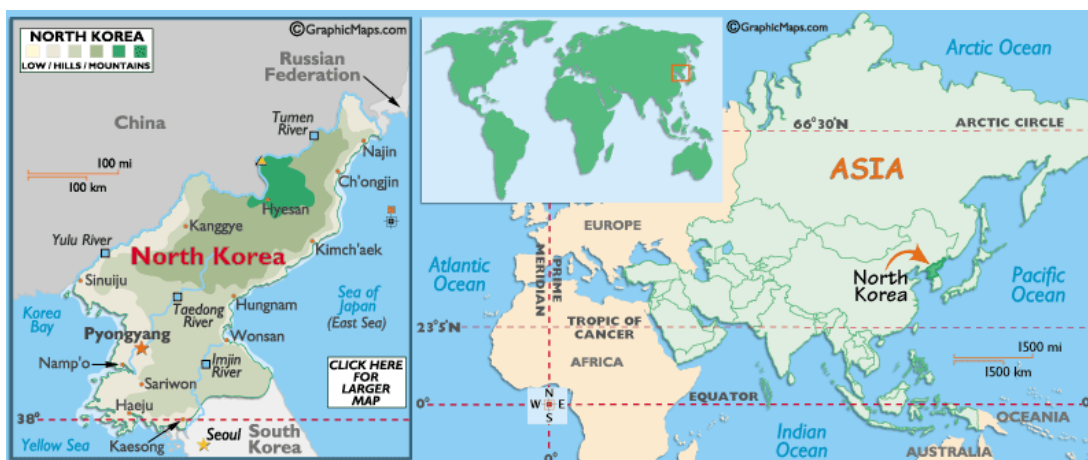 ©GraphicMaps.com
NORTH KOREA
LOW / HILLS / MOUNTAINS
Russian
Federation
China
Tumen
River
100 mi
100 km
Najin
Ch'ongjin
Hyesan
Kanggye
Yulu River
North Korea
Kimch'aek
Sinuiju
Taedong
River
Hungnam
Sea of
Japan
(East Sea)
Korea
Bay
Pyongyang
Wonsan
Namp'o
Imjin
River
Sariwon
CLICK HERE
FOR
LARGER
MAP
Haeju
38°
Yellow Sea
Kaesong
Seoul
South
Korea
©GraphicMaps.com
Arctic Ocean
66°30'N
ARCTIC CIRCLE
ASIA
EUROPE
Atlantic
Ocean
PRIME
MERIDIAN
North
Korea
Pacific
Ocean
23°5'N
TROPIC OF
CANCER
AFRICA
1500 mi
1500 km
N
W E
S
0°
EQUATOR
0°
OCEANIA
Indian
Ocean
AUSTRALIA
0°